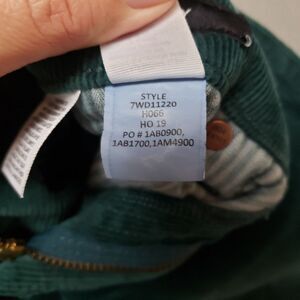 STYLE
7WD11220
H066
HO 19
PO # 1AB0900,
1AB1700,1AM4900